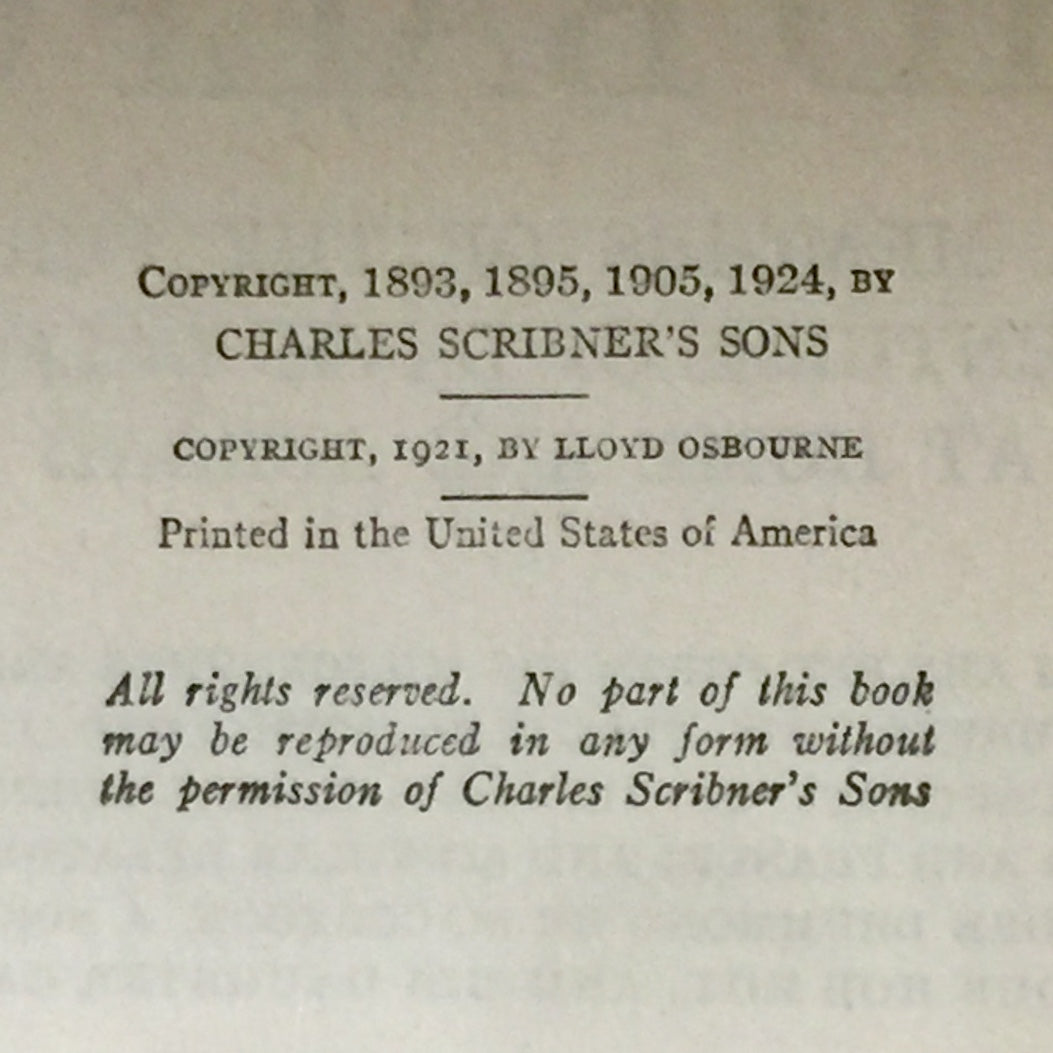 COPYRIGHT, 1893, 1895, 1905, 1924, BY
CHARLES SCRIBNER'S SONS
COPYRIGHT, 1921, BY LLOYD OSBOURNE
Printed in the United States of America
All rights reserved. No part of this book
may be reproduced in any form without
the permission of Charles Scribner's Sons